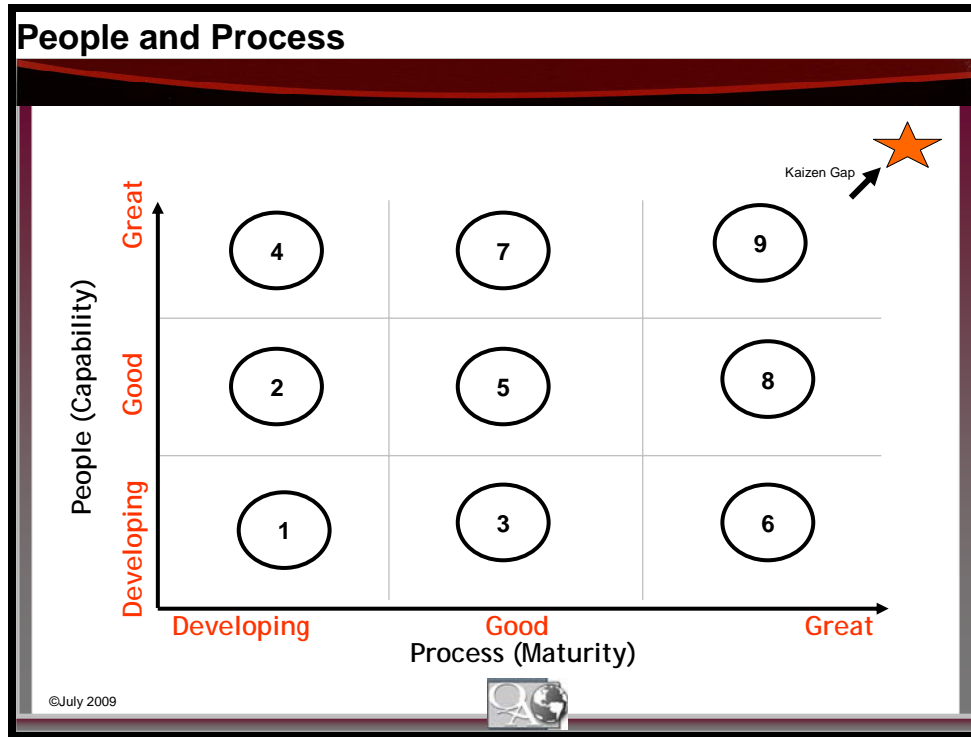 People and Process
Kaizen Gap
Great
4
7
9
People (Capability)
Good
2
5
8
Developing
1
3
6
Developing
Good
Great
Process (Maturity)
©July 2009
QA